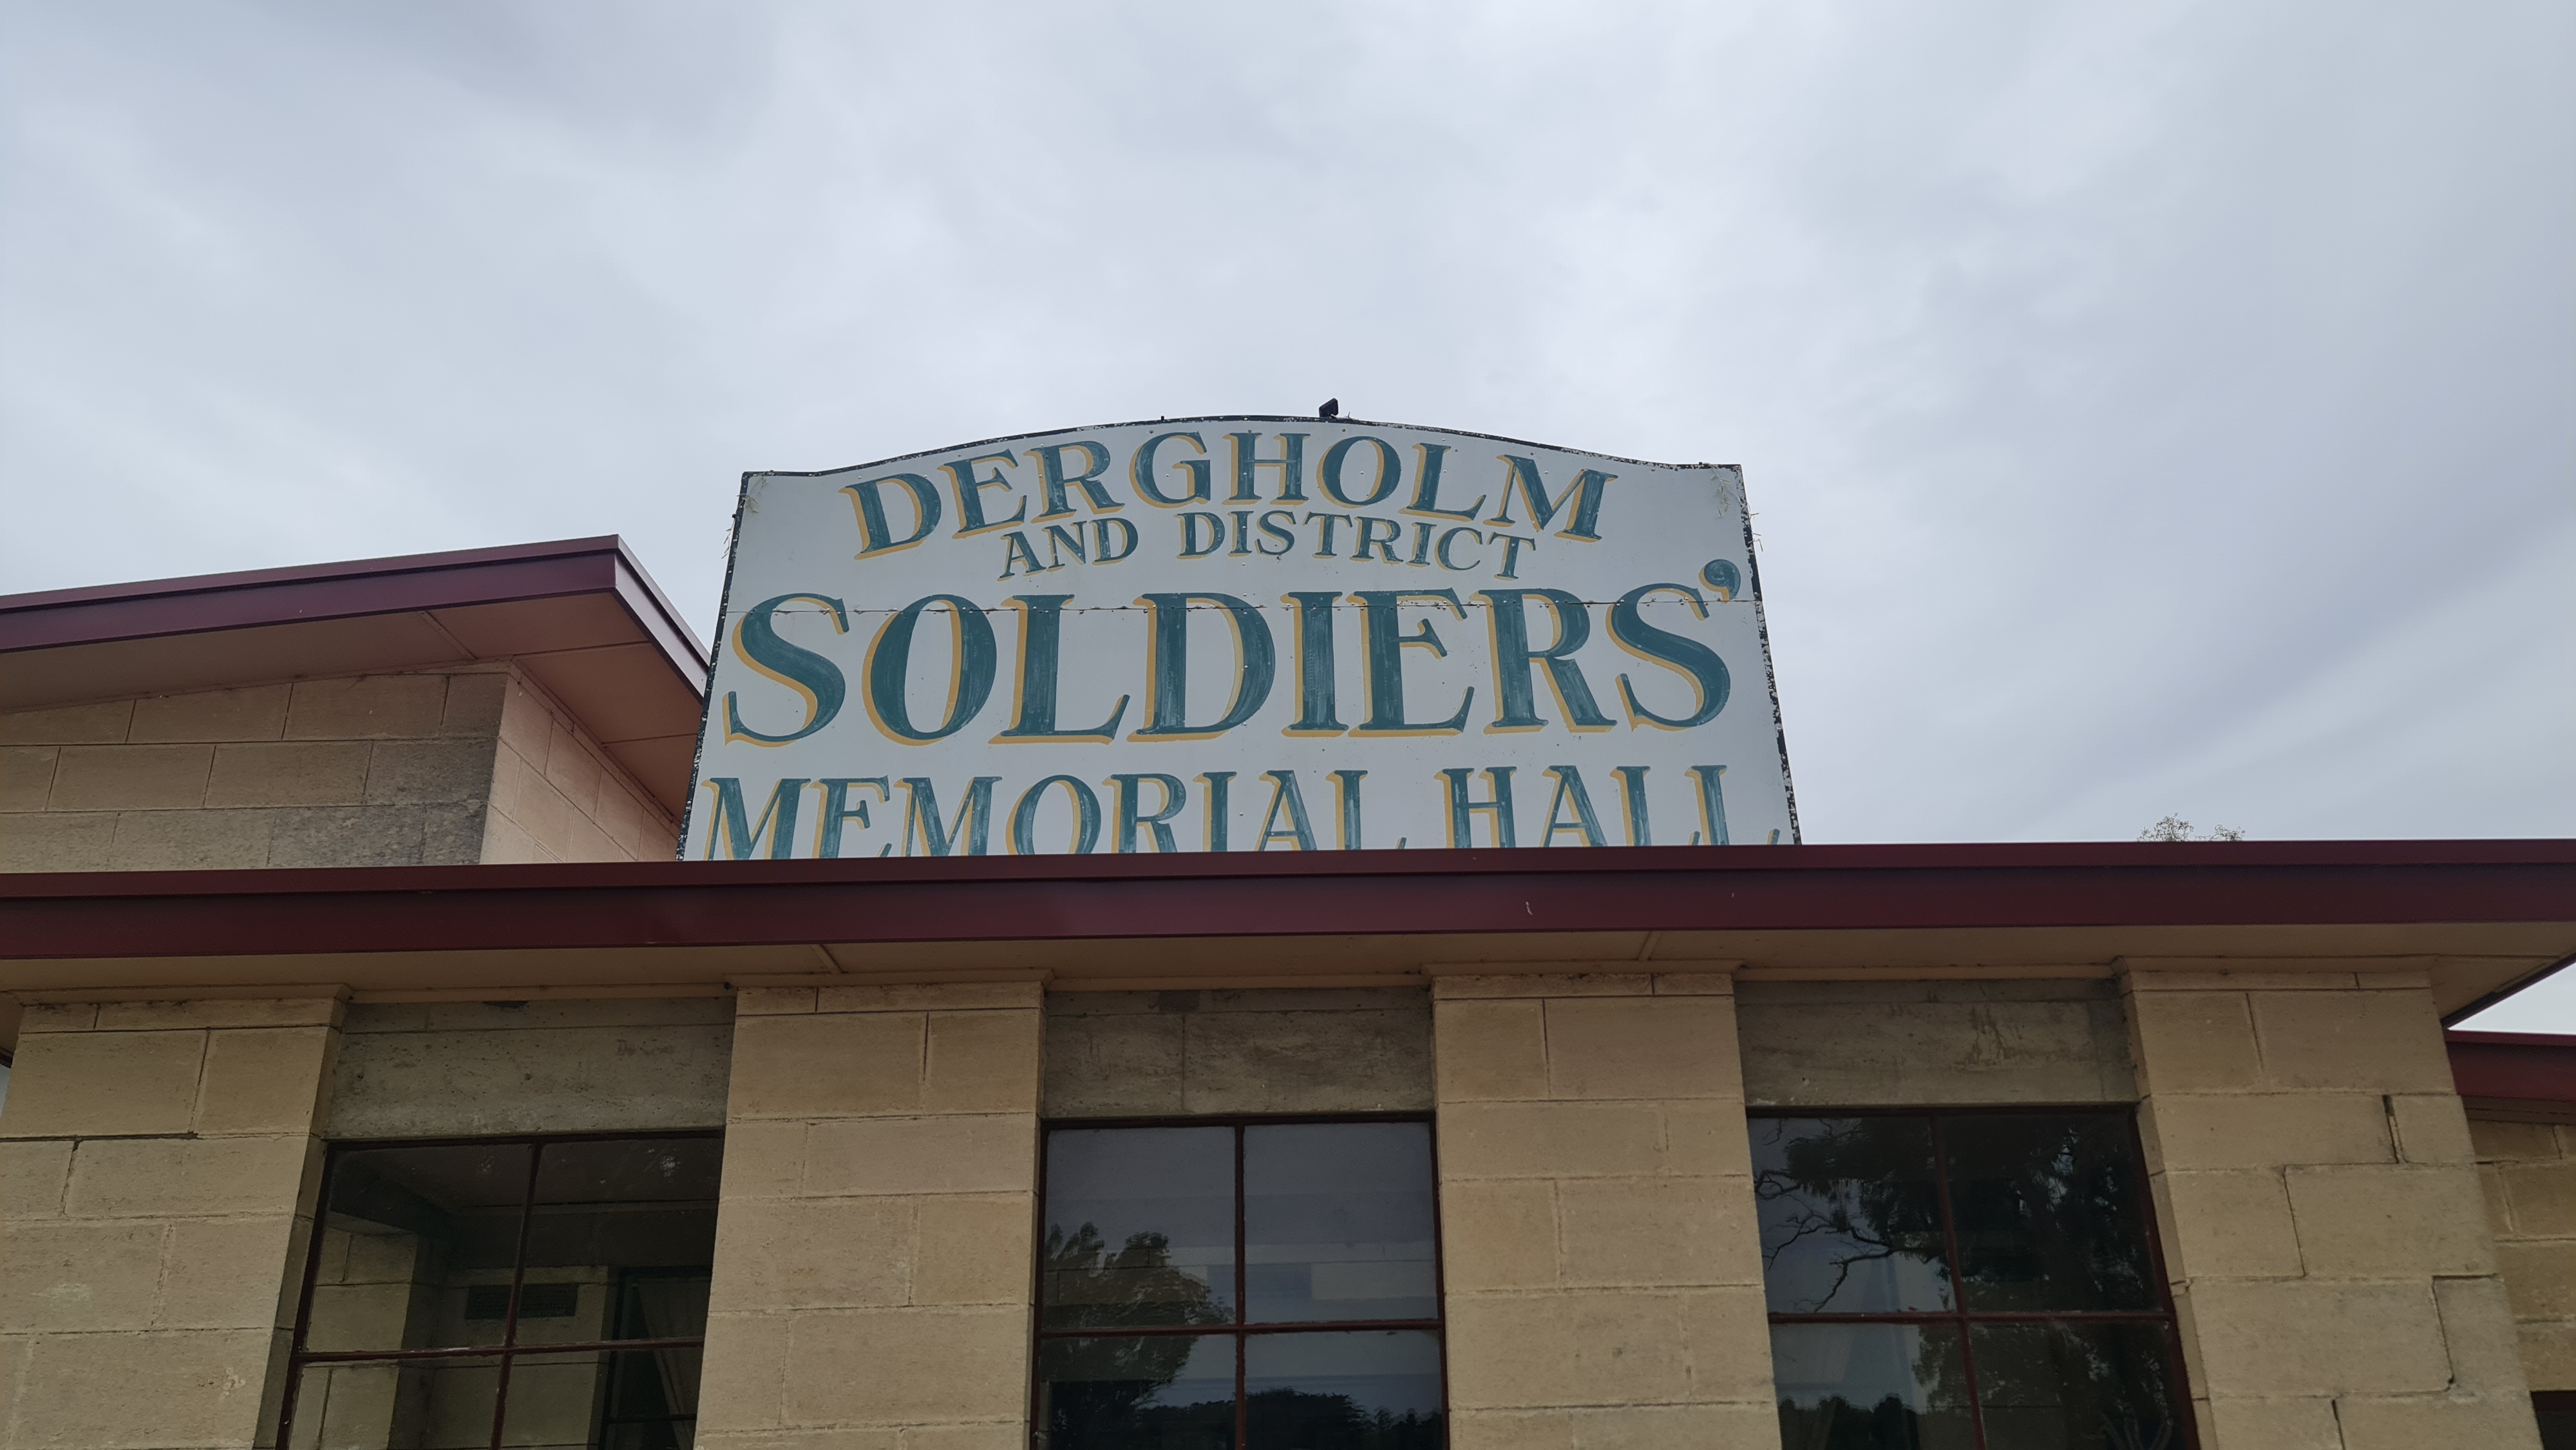 DERGHOLM
AND DISTRICT
SOLDIERS'
MEMORIAL HALL